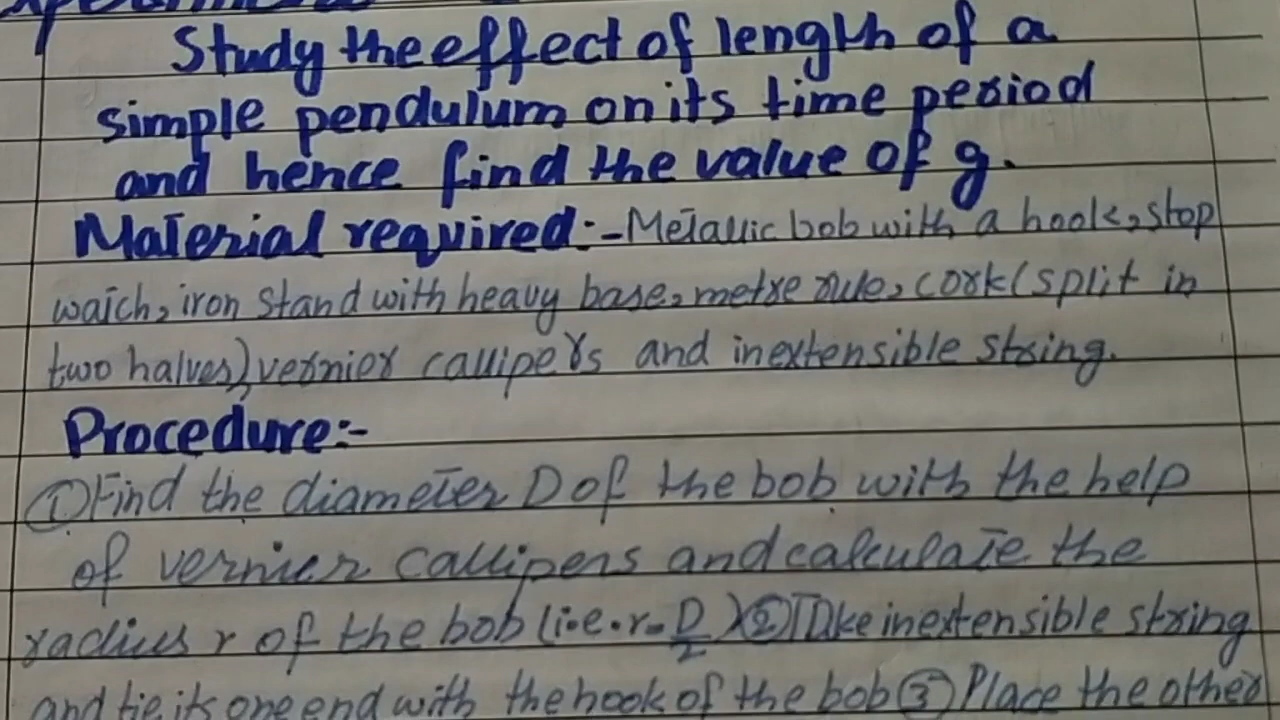 Study the effect of length of a
simple pendulum on its time period
and hence find the value of g.
Material required:- Metallic bob with a hook, stop
watch, iron stand with heavy base, metre rule, cork (split in
two halves), vernier callipers and inextensible string.
Procedure:-
① Find the diameter D of the bob with the help
of vernier callipers and calculate the
radius r of the bob (i.e. r = D/2) ② Take inextensible string
and tie its one end with the hook of the bob ③ Place the other